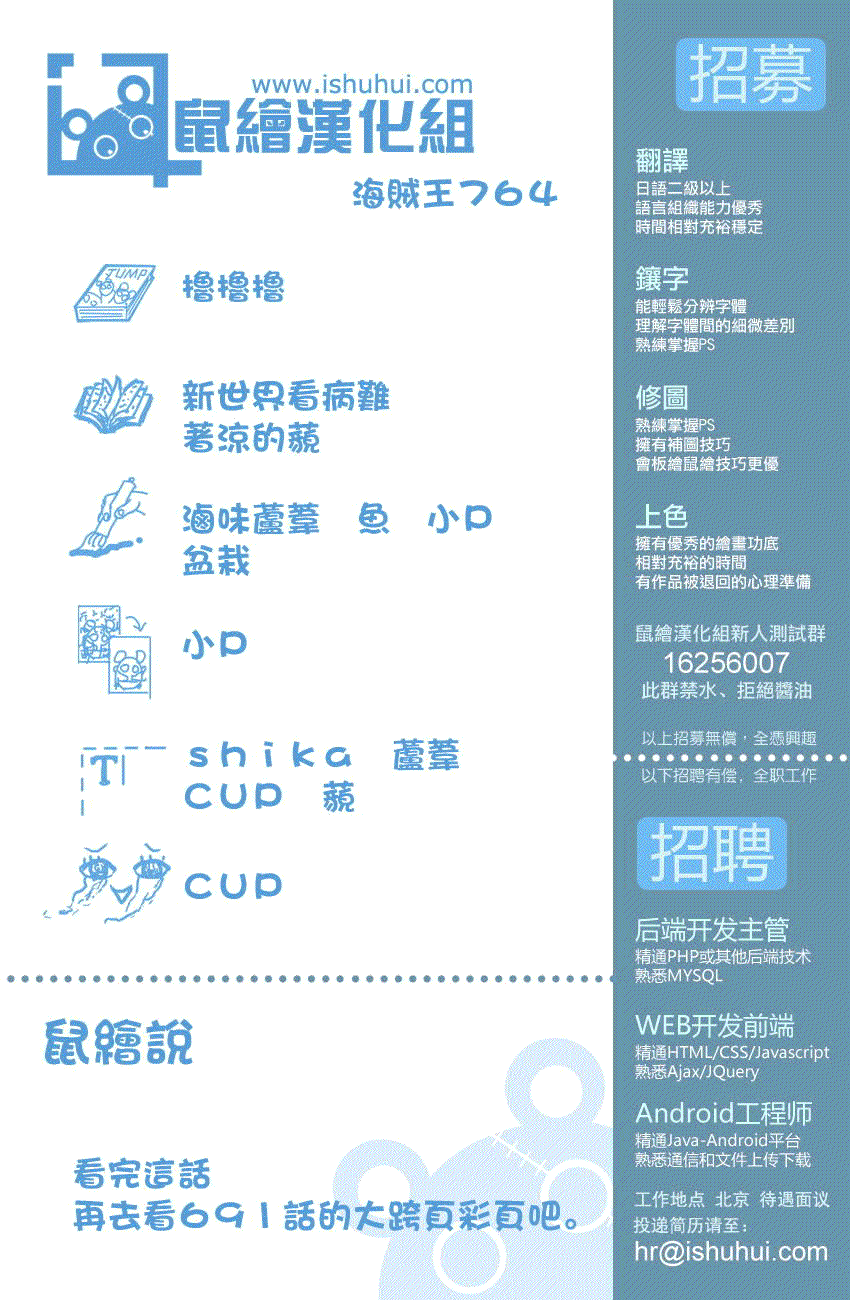 www.ishuhui.com
鼠繪漢化組
海賊王764
JUMP
擼擼擼
新世界看病難
著涼的蘋
滷味蘆葦 魚 小P
盆栽
小P
T
shika 蘆葦
CUP 蘋
CUP
鼠繪說
看完這話
再去看691話的大跨頁彩頁吧。
招募
翻譯
日語二級以上
語言組織能力優秀
時間相對充裕穩定
鑲字
能輕鬆分辨字體
理解字體間的細微差別
熟練掌握PS
修圖
熟練掌握PS
擁有補圖技巧
會板繪鼠繪技巧更優
上色
擁有優秀的繪畫功底
相對充裕的時間
有作品被退回的心理準備
鼠繪漢化組新人測試群
16256007
此群禁水、拒絕醬油
以上招募無償，全憑興趣
以下招聘有偿，全职工作
招聘
后端开发主管
精通PHP或其他后端技术
熟悉MYSQL
WEB开发前端
精通HTML/CSS/Javascript
熟悉Ajax/JQuery
Android工程师
精通Java-Android平台
熟悉通信和文件上传下载
工作地点 北京 待遇面议
投递简历请至：
hr@ishuhui.com